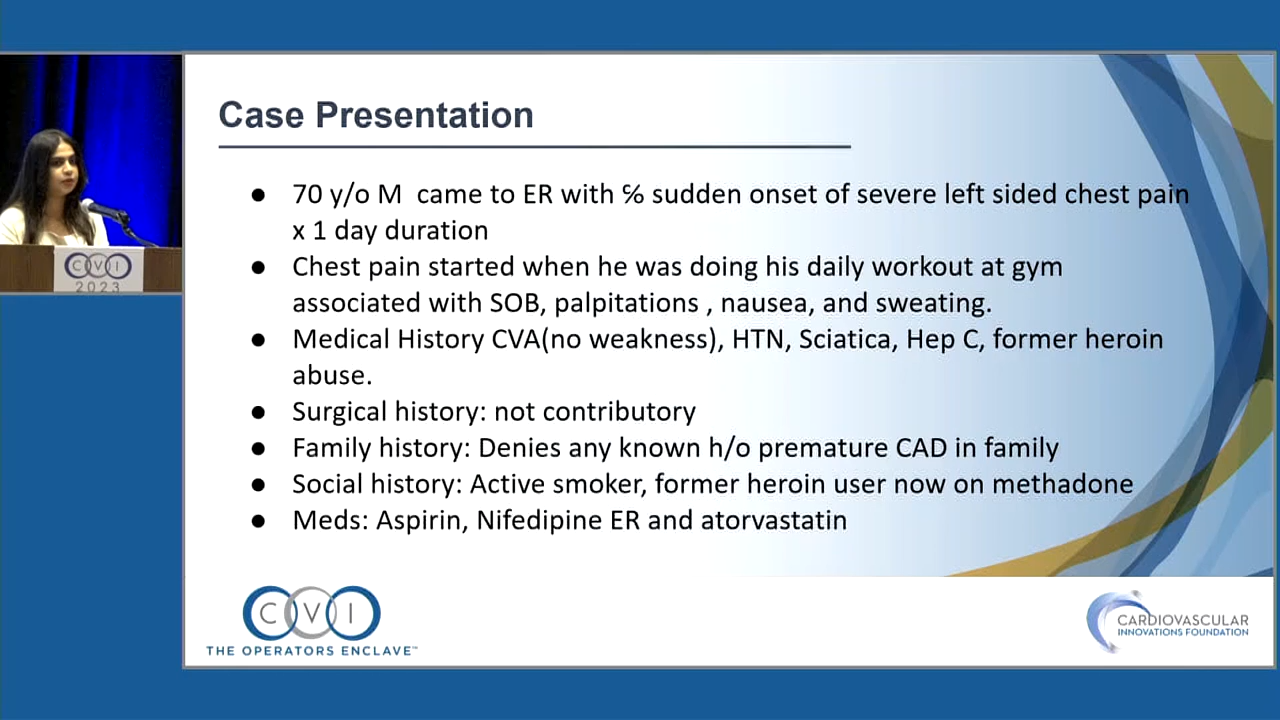 Case Presentation
● 70 y/o M came to ER with ℅ sudden onset of severe left sided chest pain
x 1 day duration
● Chest pain started when he was doing his daily workout at gym
associated with SOB, palpitations , nausea, and sweating.
● Medical History CVA(no weakness), HTN, Sciatica, Hep C, former heroin
abuse.
● Surgical history: not contributory
● Family history: Denies any known h/o premature CAD in family
● Social history: Active smoker, former heroin user now on methadone
● Meds: Aspirin, Nifedipine ER and atorvastatin
CVI
2023
CVI
THE OPERATORS ENCLAVE™
CARDIOVASCULAR
INNOVATIONS FOUNDATION